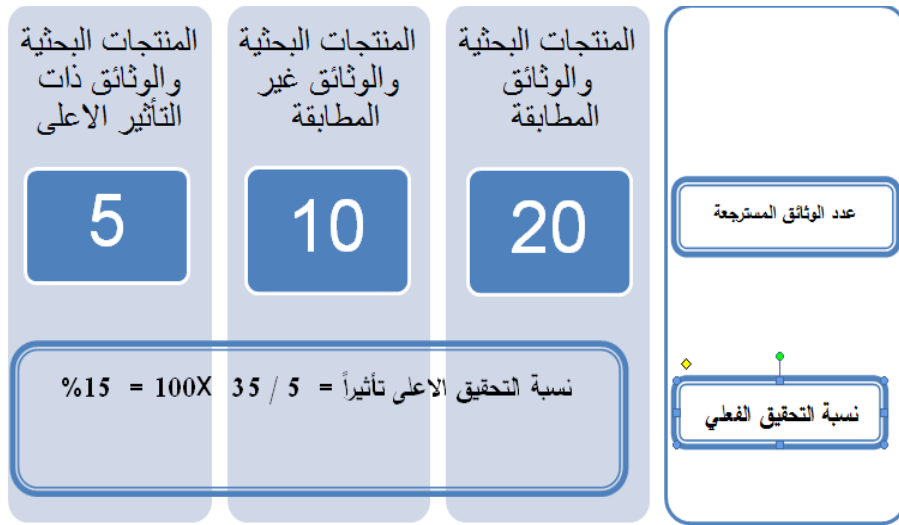 المنتجات البحثية
والوثائق
المطابقة
المنتجات البحثية
والوثائق غير
المطابقة
المنتجات البحثية
والوثائق ذات
التأثير الاعلى
عدد الوثائق المسترجعة
20
10
5
نسبة التحقيق الفعلي
نسبة التحقيق الاعلى تأثيراً = 5 / 35 100X = 15%